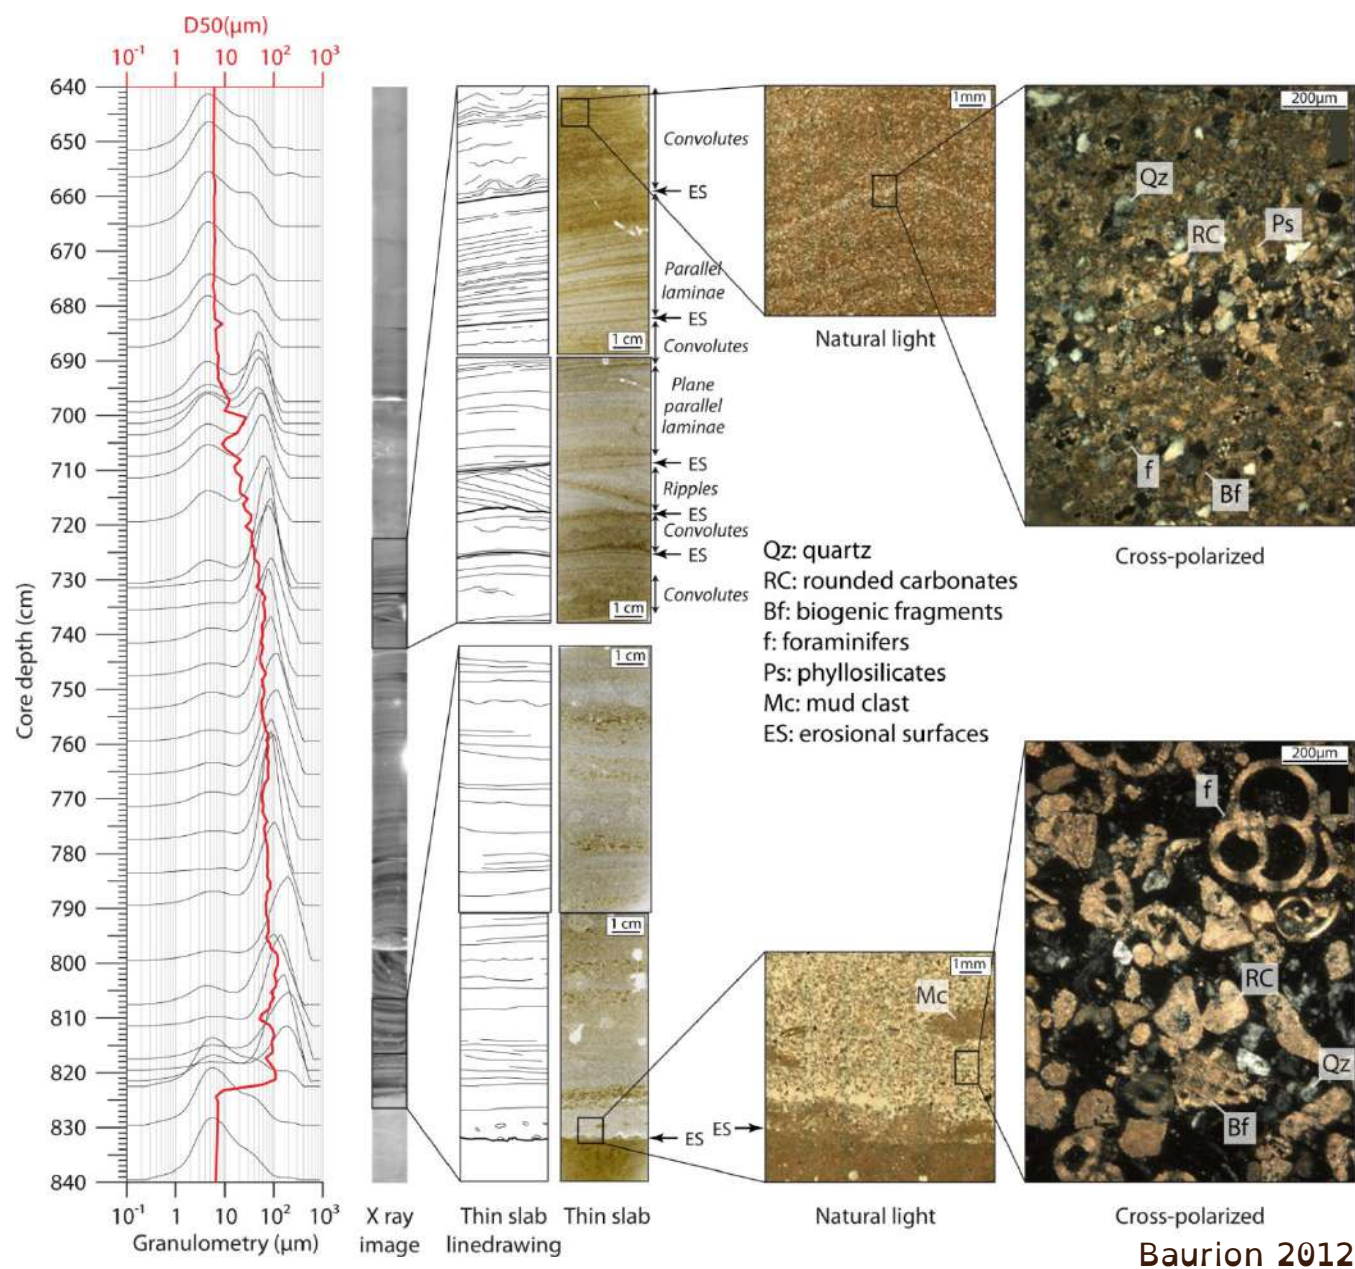 D50(μm)
10⁻¹ 1 10 10² 10³
640
650
660
670
680
690
700
710
720
730
740
750
760
770
780
790
800
810
820
830
840
Core depth (cm)
10⁻¹ 1 10 10² 10³
Granulometry (μm)
X ray
image
Thin slab
linedrawing
Thin slab
1 cm
1 cm
1 cm
1 cm
Convolutes
ES
Parallel
laminae
ES
Convolutes
Plane
parallel
laminae
ES
Ripples
ES
Convolutes
ES
Convolutes
ES
1mm
Natural light
200μm
Qz
RC
Ps
f
Bf
Cross-polarized
Qz: quartz
RC: rounded carbonates
Bf: biogenic fragments
f: foraminifers
Ps: phyllosilicates
Mc: mud clast
ES: erosional surfaces
1mm
Mc
ES
Natural light
200μm
f
RC
Qz
Bf
Cross-polarized
Baurion 2012